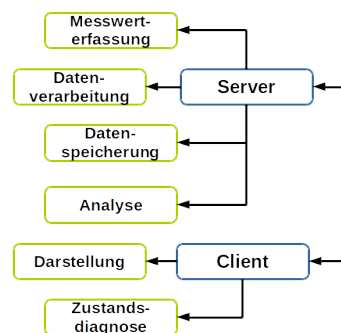 Messwert-
erfassung
Daten-
verarbeitung
Server
Daten-
speicherung
Analyse
Darstellung
Client
Zustands-
diagnose